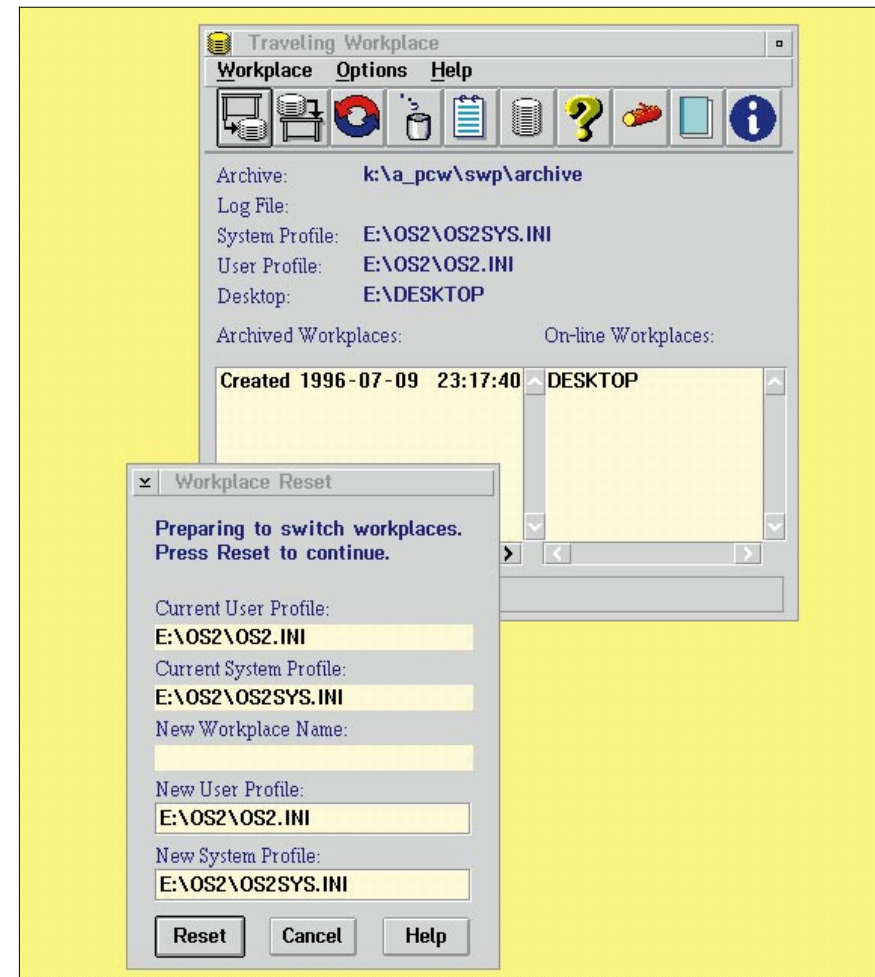 Traveling Workplace
Workplace Options Help
Archive: k:\a_pcw\swp\archive
Log File:
System Profile: E:\OS2\OS2SYS.INI
User Profile: E:\OS2\OS2.INI
Desktop: E:\DESKTOP
Archived Workplaces: On-line Workplaces:
Created 1996-07-09 23:17:40 DESKTOP
Workplace Reset
Preparing to switch workplaces.
Press Reset to continue.
Current User Profile:
E:\OS2\OS2.INI
Current System Profile:
E:\OS2\OS2SYS.INI
New Workplace Name:
New User Profile:
E:\OS2\OS2.INI
New System Profile:
E:\OS2\OS2SYS.INI
Reset Cancel Help